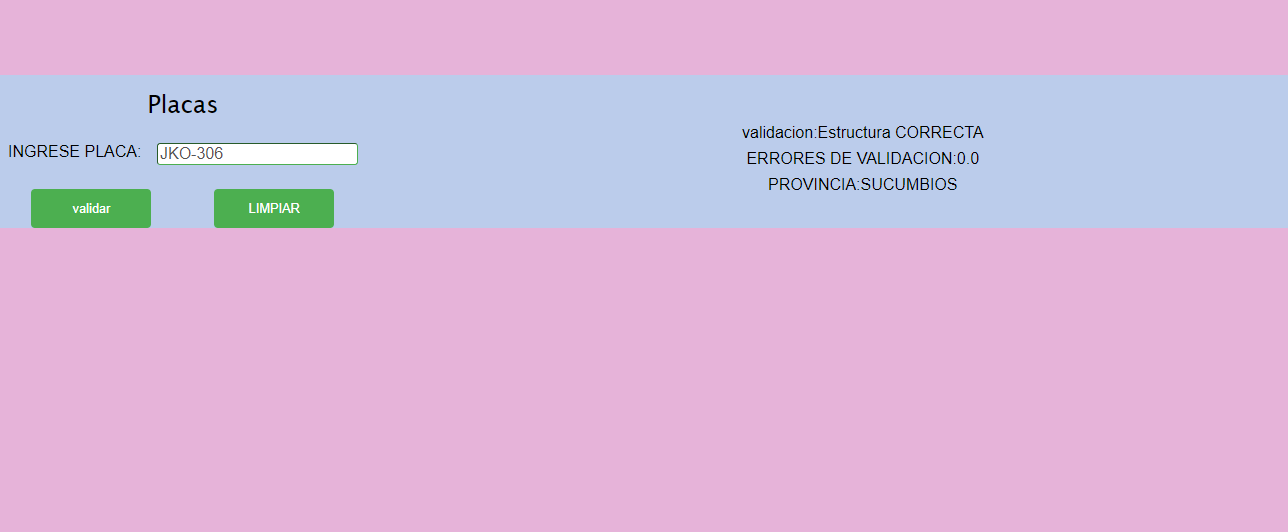 Placas
INGRESE PLACA: JKO-306
validar LIMPIAR
validacion:Estructura CORRECTA
ERRORES DE VALIDACION:0.0
PROVINCIA:SUCUMBIOS